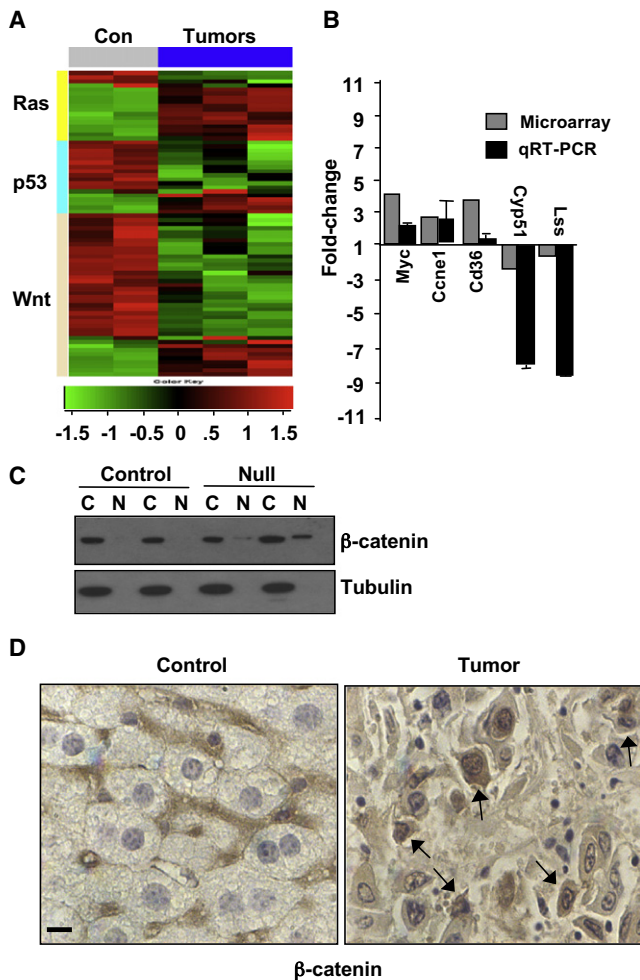 A
Con Tumors
Ras
p53
Wnt
Color Key
-1.5 -1 -0.5 0 .5 1 1.5
B
Fold-change
11
9
7
5
3
1
-3
-5
-7
-9
-11
Microarray
qRT-PCR
Myc
Ccne1
Cd36
Cyp51
Lss
C
Control Null
C N C N C N C N
β-catenin
Tubulin
D
Control Tumor
β-catenin